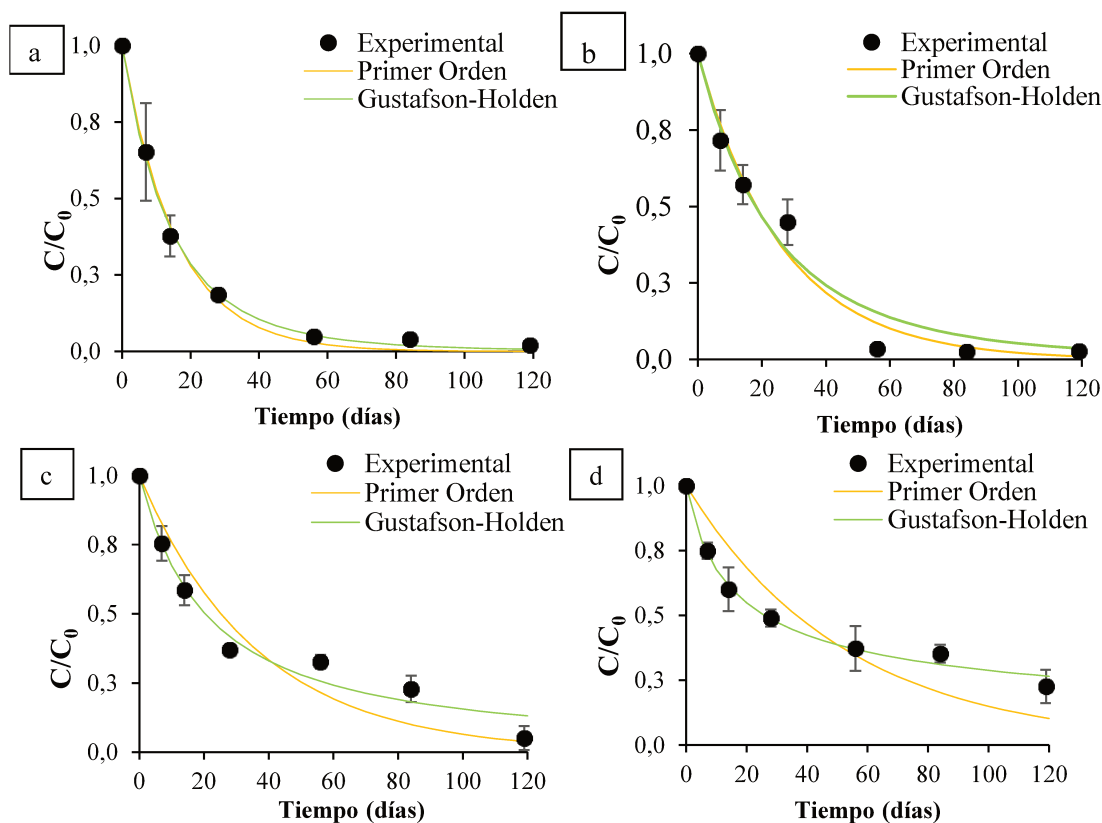 a
Experimental
Primer Orden
Gustafson-Holden
1,0
0,8
0,5
0,3
0,0
C/C₀
0 20 40 60 80 100 120
Tiempo (días)
b
Experimental
Primer Orden
Gustafson-Holden
1,0
0,8
0,5
0,3
0,0
C/C₀
0 20 40 60 80 100 120
Tiempo (días)
c
Experimental
Primer Orden
Gustafson-Holden
1,0
0,8
0,5
0,3
0,0
C/C₀
0 20 40 60 80 100 120
Tiempo (días)
d
Experimental
Primer Orden
Gustafson-Holden
1,0
0,8
0,5
0,3
0,0
C/C₀
0 20 40 60 80 100 120
Tiempo (días)